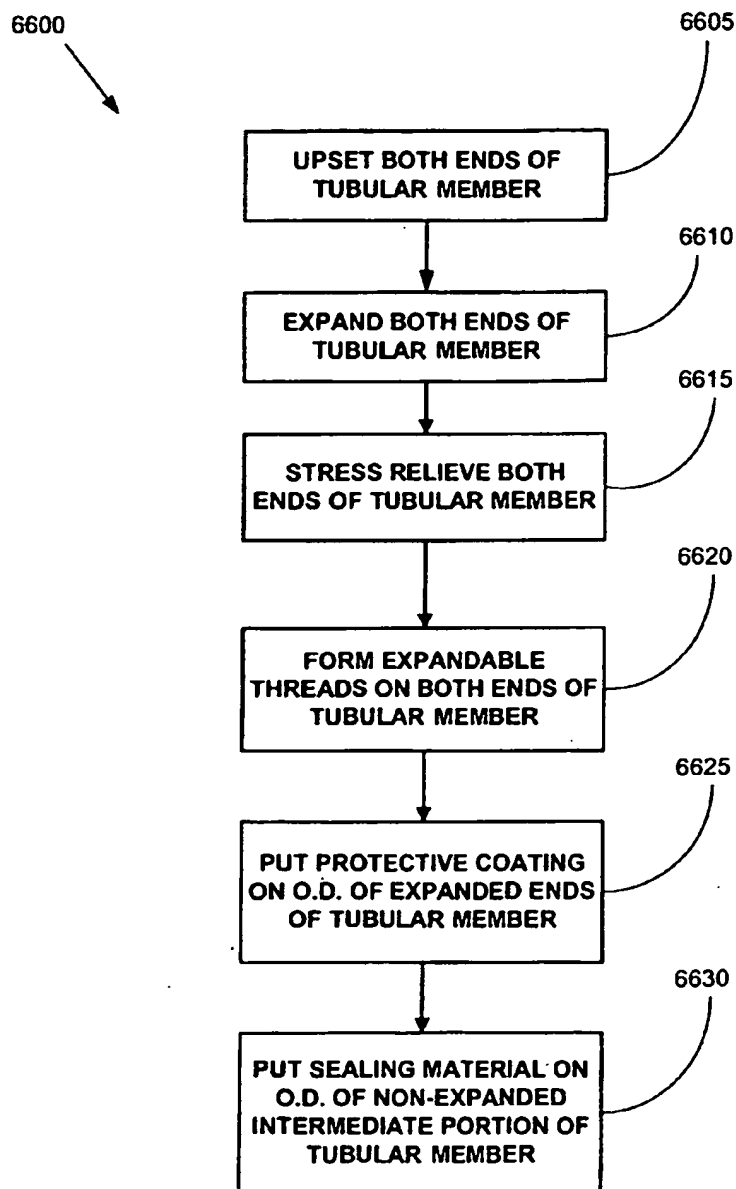 6600
6605
UPSET BOTH ENDS OF
TUBULAR MEMBER
6610
EXPAND BOTH ENDS OF
TUBULAR MEMBER
6615
STRESS RELIEVE BOTH
ENDS OF TUBULAR MEMBER
6620
FORM EXPANDABLE
THREADS ON BOTH ENDS OF
TUBULAR MEMBER
6625
PUT PROTECTIVE COATING
ON O.D. OF EXPANDED ENDS
OF TUBULAR MEMBER
6630
PUT SEALING MATERIAL ON
O.D. OF NON-EXPANDED
INTERMEDIATE PORTION OF
TUBULAR MEMBER